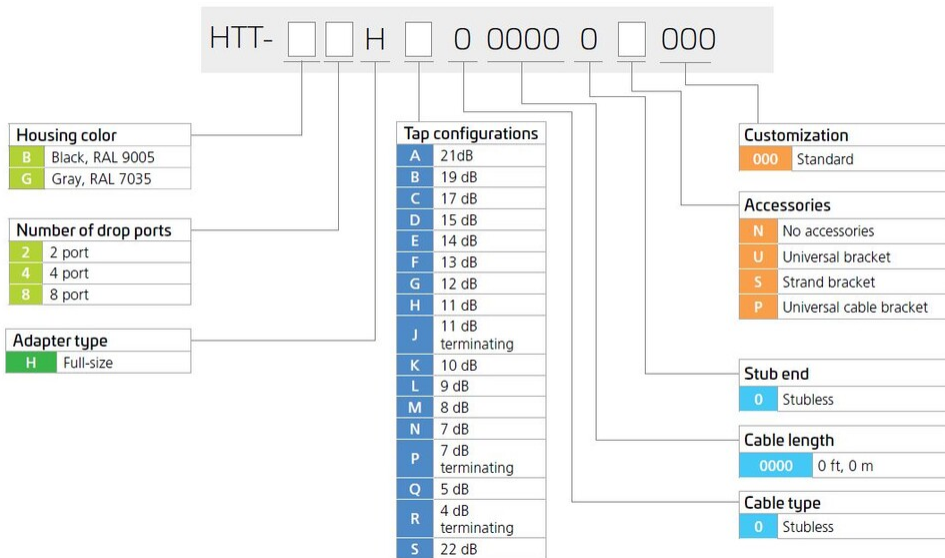 HTT- H 0 0000 0 000
Housing color
B Black, RAL 9005
G Gray, RAL 7035
Number of drop ports
2 2 port
4 4 port
8 8 port
Adapter type
H Full-size
Tap configurations
A 21dB
B 19 dB
C 17 dB
D 15 dB
E 14 dB
F 13 dB
G 12 dB
H 11 dB
J 11 dB
terminating
K 10 dB
L 9 dB
M 8 dB
N 7 dB
P 7 dB
terminating
Q 5 dB
R 4 dB
terminating
S 22 dB
Customization
000 Standard
Accessories
N No accessories
U Universal bracket
S Strand bracket
P Universal cable bracket
Stub end
0 Stubless
Cable length
0000 0 ft, 0 m
Cable type
0 Stubless